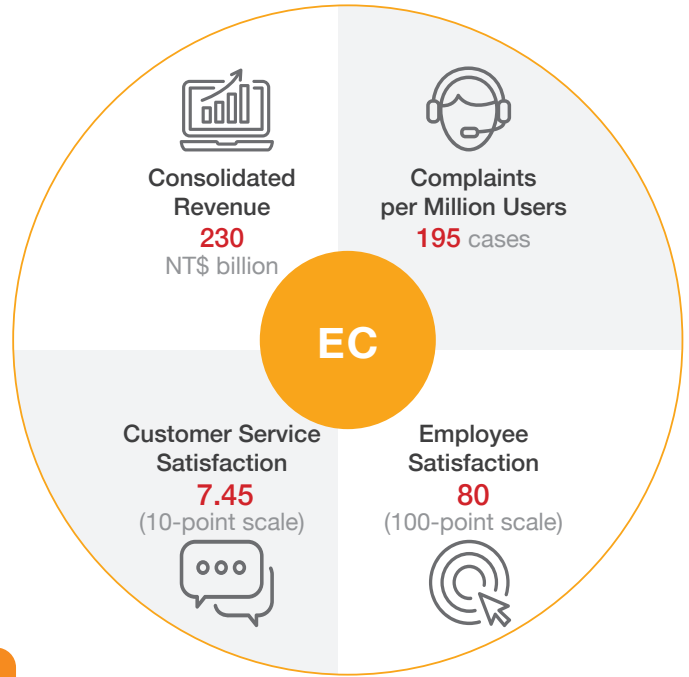 Consolidated
Revenue
230
NT$ billion
Complaints
per Million Users
195 cases
EC
Customer Service
Satisfaction
7.45
(10-point scale)
Employee
Satisfaction
80
(100-point scale)